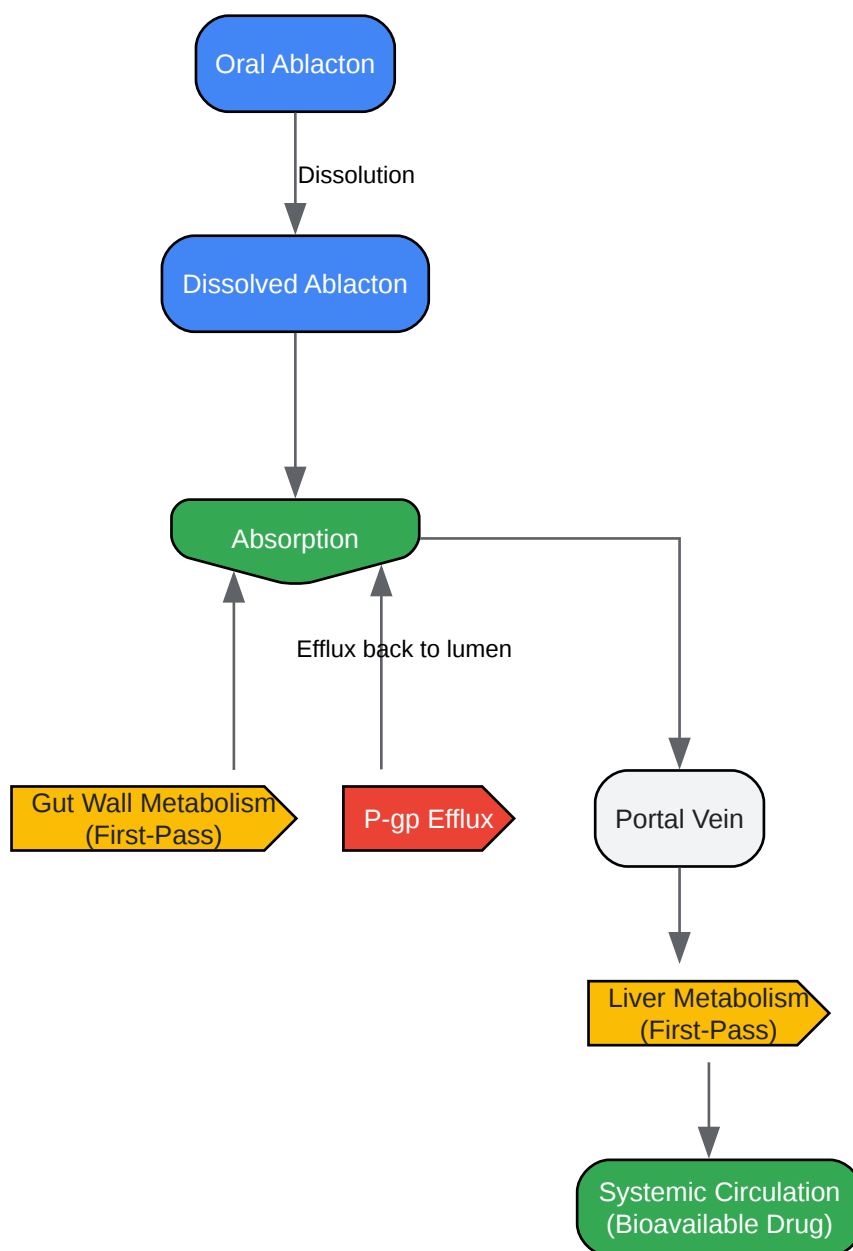 Oral Ablacton
Dissolution
Dissolved Ablacton
Absorption
Efflux back to lumen
Gut Wall Metabolism
(First-Pass)
P-gp Efflux
Portal Vein
Liver Metabolism
(First-Pass)
Systemic Circulation
(Bioavailable Drug)